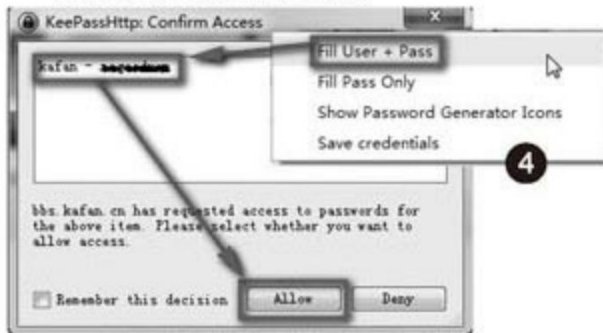 KeePassHttp: Confirm Access
x
Fill User + Pass
Fill Pass Only
Show Password Generator Icons
Save credentials
4
kafan -
bbs.kafan.cn has requested access to passwords for
the above item. Please select whether you want to
allow access.
Remember this decision
Allow
Deny